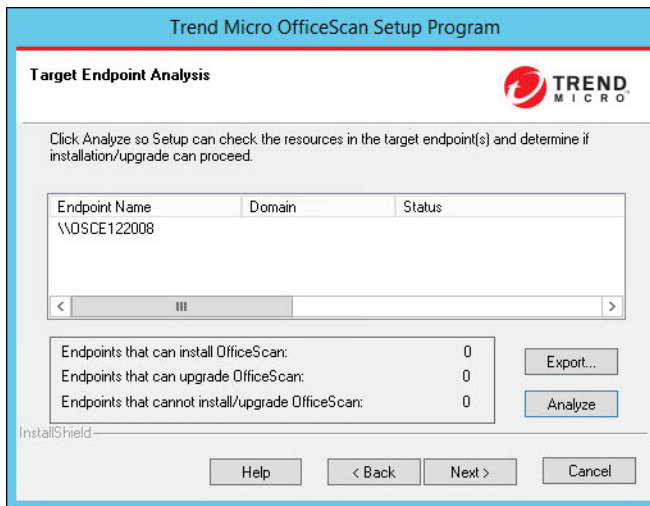 Trend Micro OfficeScan Setup Program
Target Endpoint Analysis
TREND
MICRO
Click Analyze so Setup can check the resources in the target endpoint(s) and determine if
installation/upgrade can proceed.
Endpoint Name Domain Status
\\OSCE122008
Endpoints that can install OfficeScan: 0
Endpoints that can upgrade OfficeScan: 0
Endpoints that cannot install/upgrade OfficeScan: 0
Export...
Analyze
InstallShield
Help < Back Next > Cancel